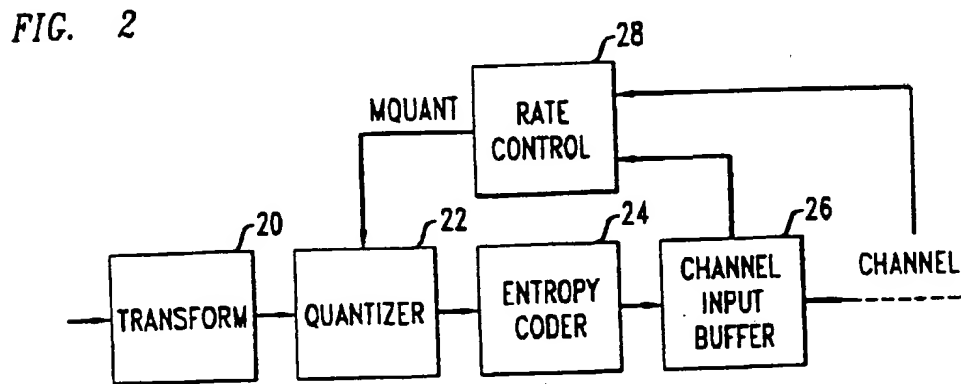 FIG. 2
28
MQUANT
RATE
CONTROL
20
22
24
26
TRANSFORM
QUANTIZER
ENTROPY
CODER
CHANNEL
INPUT
BUFFER
CHANNEL